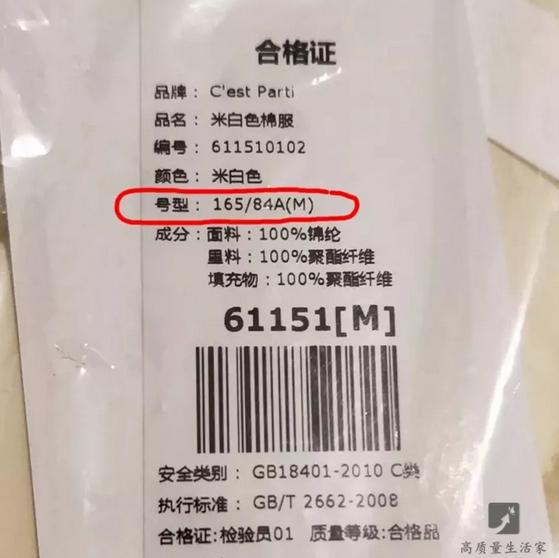 合格证
品牌： C'est Parti
品名： 米白色棉服
编号： 611510102
颜色： 米白色
号型： 165/84A(M)
成分：面料：100%锦纶
里料：100%聚酯纤维
填充物：100%聚酯纤维
61151[M]
安全类别： GB18401-2010 C类
执行标准： GB/T 2662-2008
合格证:检验员01 质量等级:合格品
高质量生活家